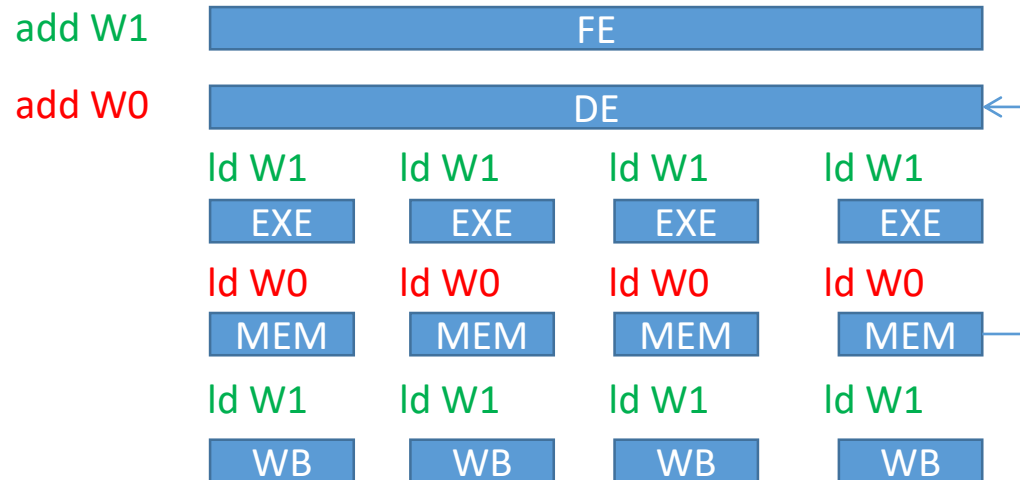 add W1 FE
add W0 DE
ld W1 ld W1 ld W1 ld W1
EXE EXE EXE EXE
ld W0 ld W0 ld W0 ld W0
MEM MEM MEM MEM
ld W1 ld W1 ld W1 ld W1
WB WB WB WB